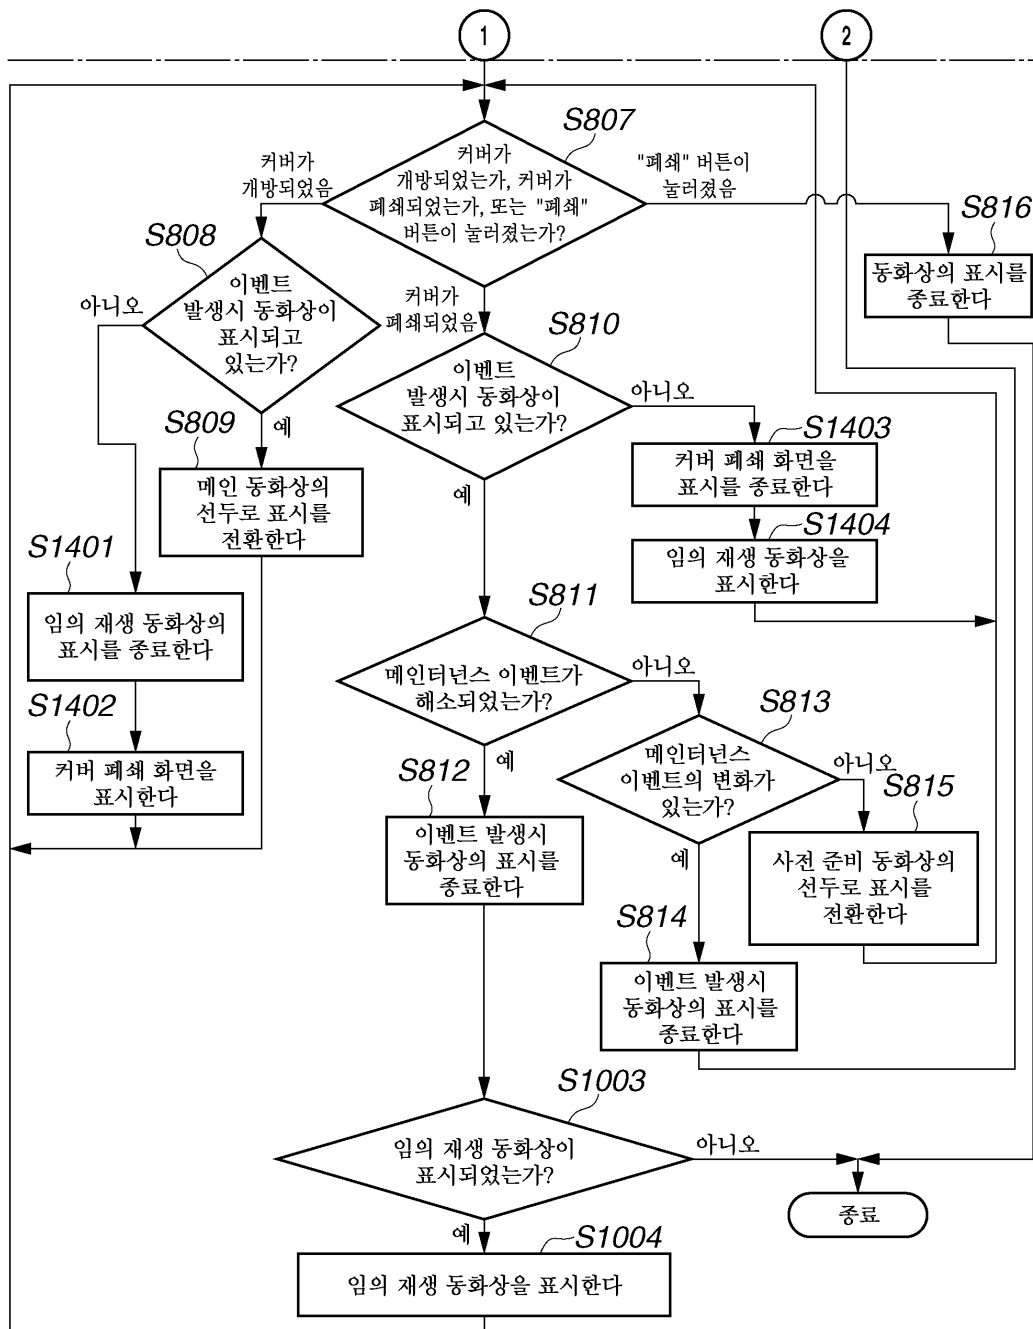 1
2
S807
커버가
개방되었는가, 커버가
폐쇄되었는가, 또는 "폐쇄"
버튼이 눌러졌는가?
커버가
개방되었음
"폐쇄" 버튼이
눌러졌음
S816
동화상의 표시를
종료한다
S808
이벤트
발생시 동화상이
표시되고
있는가?
아니오
예
커버가
폐쇄되었음
S810
이벤트
발생시 동화상이
표시되고 있는가?
아니오
예
S809
메인 동화상의
선두로 표시를
전환한다
S1403
커버 폐쇄 화면을
표시를 종료한다
S1404
임의 재생 동화상을
표시한다
S1401
임의 재생 동화상의
표시를 종료한다
S1402
커버 폐쇄 화면을
표시한다
S811
메인터넌스 이벤트가
해소되었는가?
아니오
예
S813
메인터넌스
이벤트의 변화가
있는가?
아니오
예
S812
이벤트 발생시
동화상의 표시를
종료한다
S815
사전 준비 동화상의
선두로 표시를
전환한다
S814
이벤트 발생시
동화상의 표시를
종료한다
S1003
임의 재생 동화상이
표시되었는가?
아니오
예
종료
S1004
임의 재생 동화상을 표시한다